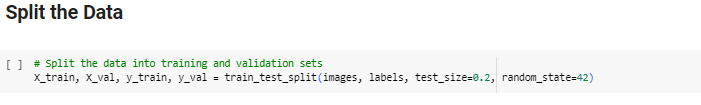 Split the Data
[ ] # Split the data into training and validation sets
X_train, X_val, y_train, y_val = train_test_split(images, labels, test_size=0.2, random_state=42)